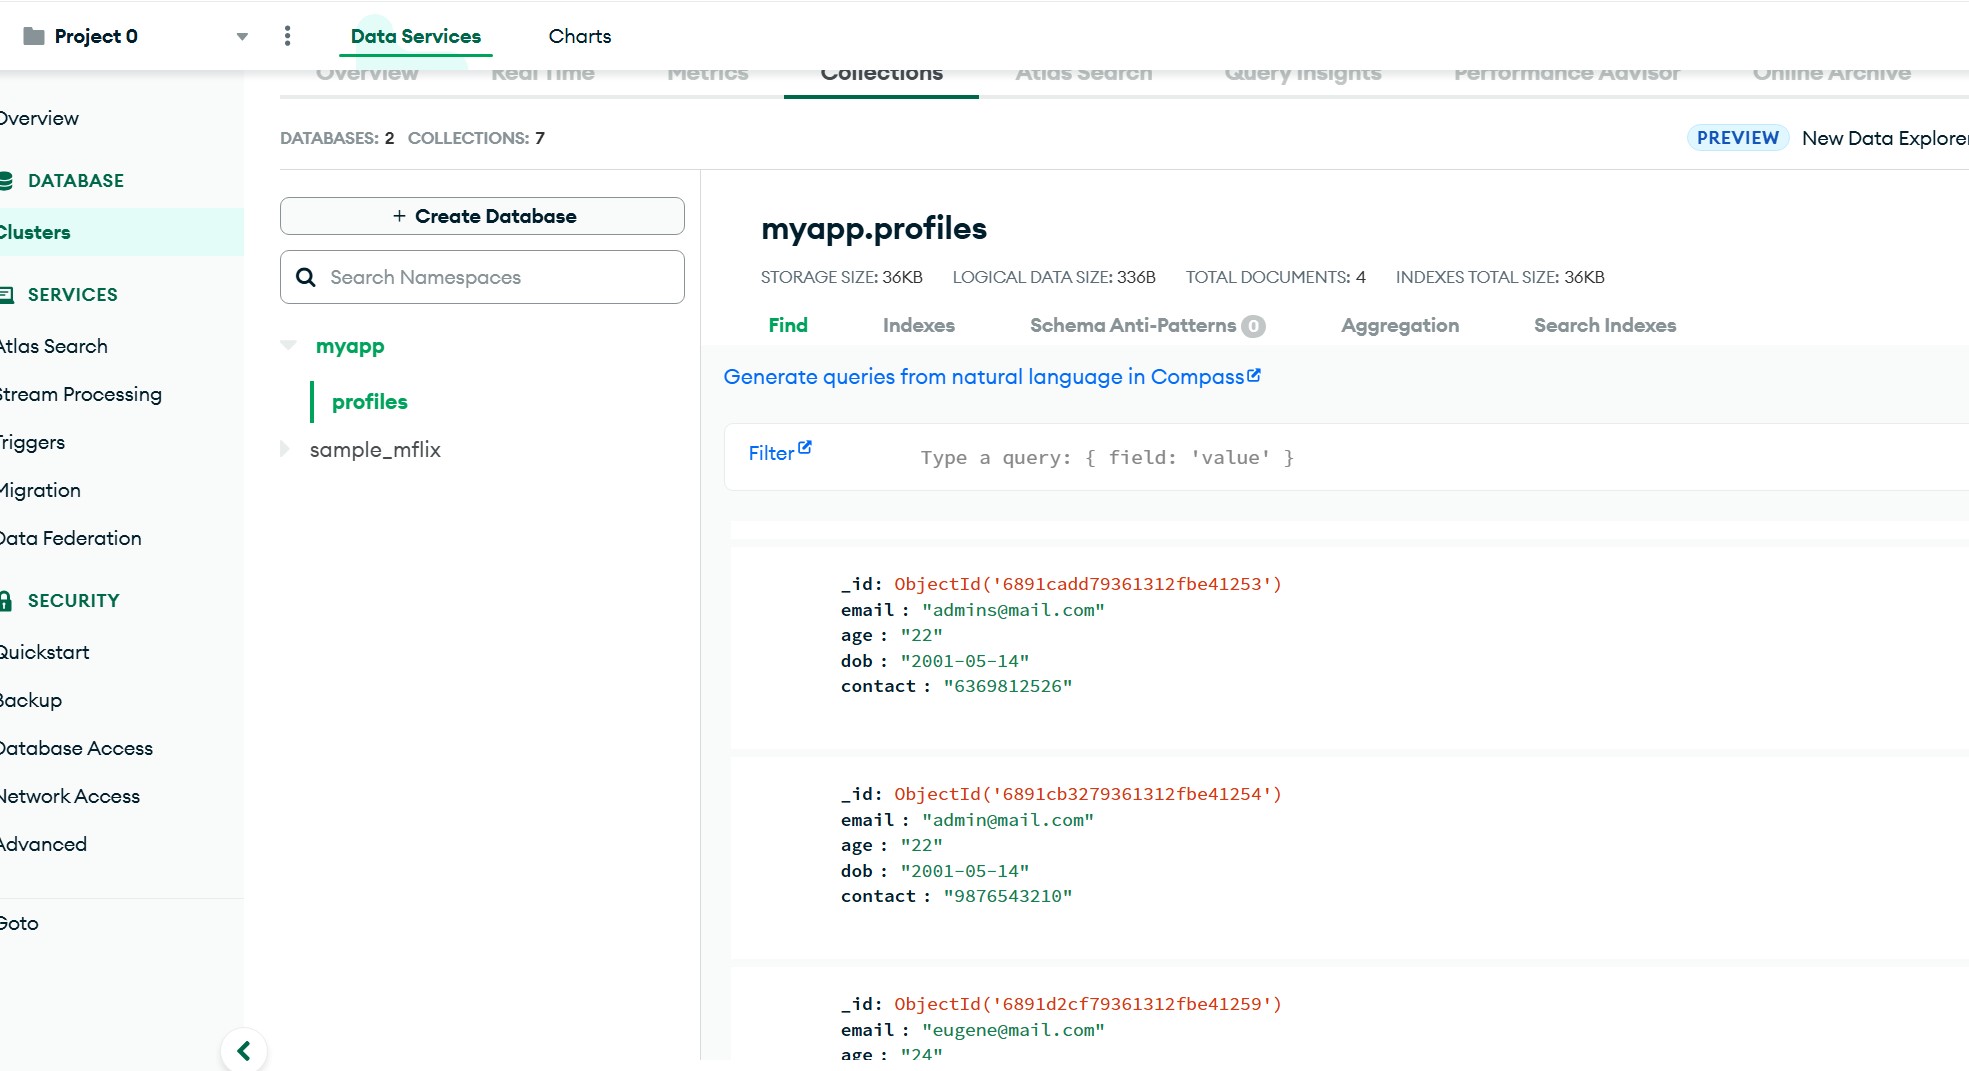 Project 0
Data Services
Charts
Overview
Real Time
Metrics
Collections
Atlas Search
Query Insights
Performance Advisor
Online Archive
Overview
DATABASE
Clusters
SERVICES
Atlas Search
Stream Processing
Triggers
Migration
Data Federation
SECURITY
Quickstart
Backup
Database Access
Network Access
Advanced
Goto
DATABASES: 2 COLLECTIONS: 7
PREVIEW New Data Explorer
+ Create Database
Search Namespaces
myapp
profiles
sample_mflix
myapp.profiles
STORAGE SIZE: 36KB LOGICAL DATA SIZE: 336B TOTAL DOCUMENTS: 4 INDEXES TOTAL SIZE: 36KB
Find
Indexes
Schema Anti-Patterns 0
Aggregation
Search Indexes
Generate queries from natural language in Compass
Filter
Type a query: { field: 'value' }
_id: ObjectId('6891cadd79361312fbe41253')
email : "admins@mail.com"
age : "22"
dob : "2001-05-14"
contact : "6369812526"
_id: ObjectId('6891cb3279361312fbe41254')
email : "admin@mail.com"
age : "22"
dob : "2001-05-14"
contact : "9876543210"
_id: ObjectId('6891d2cf79361312fbe41259')
email : "eugene@mail.com"
age : "24"